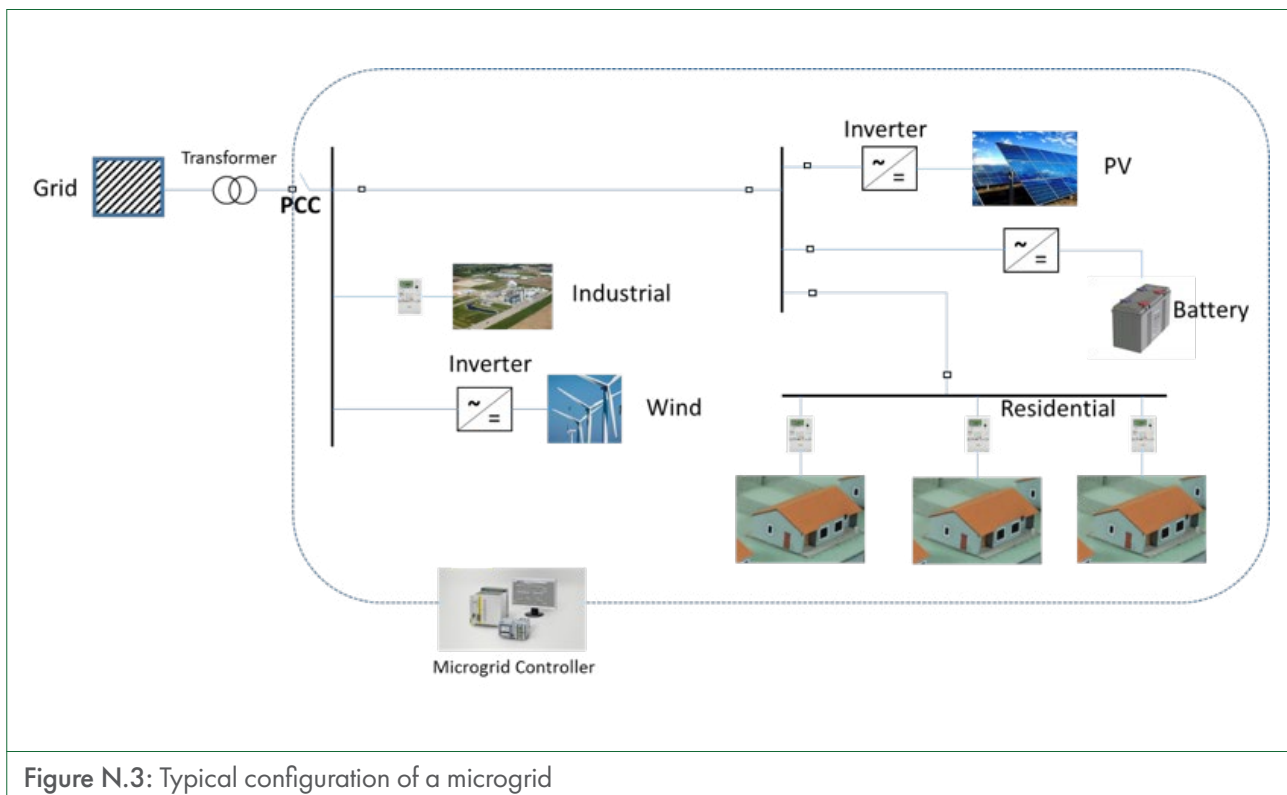 Grid
Transformer
PCC
Inverter
PV
Battery
Industrial
Inverter
Wind
Residential
Microgrid Controller
Figure N.3: Typical configuration of a microgrid